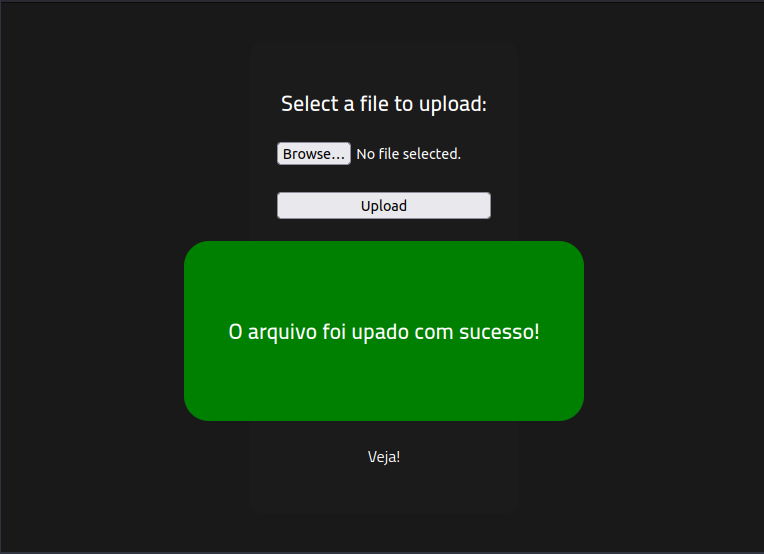 Select a file to upload:
Browse... No file selected.
Upload
O arquivo foi upado com sucesso!
Veja!